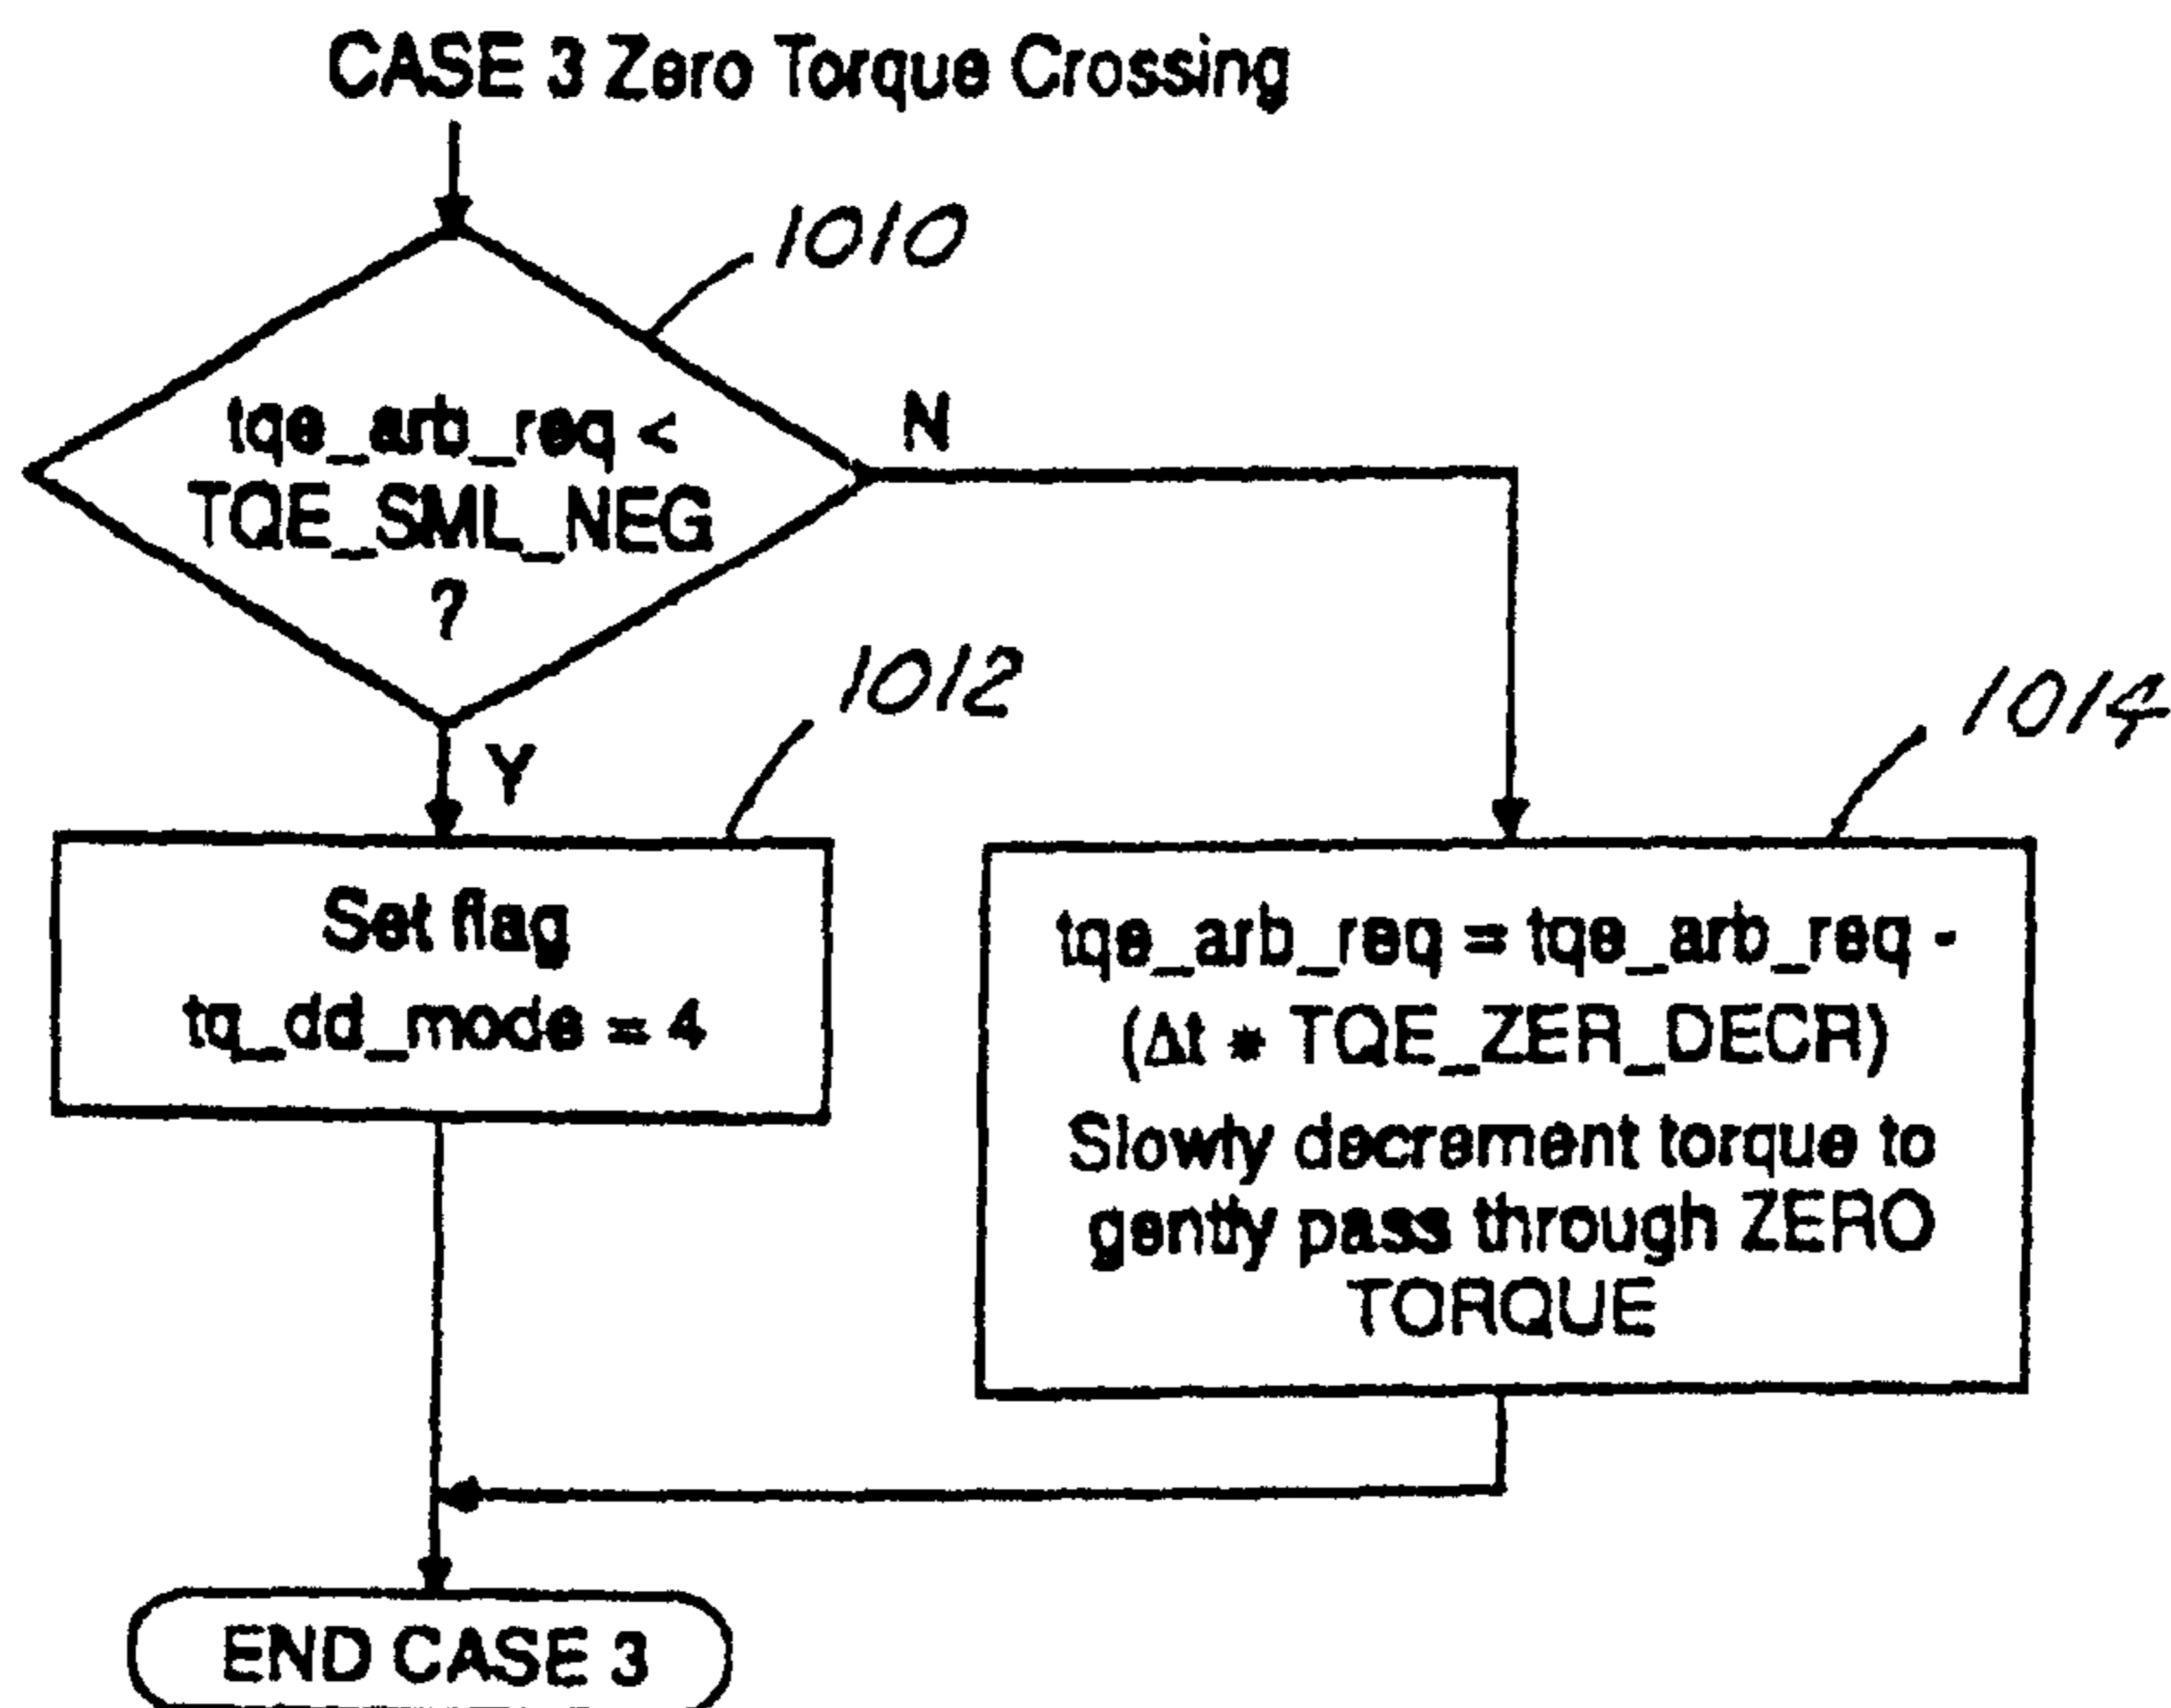 CASE 3 Zero Torque Crossing
1010
tqe_arb_req <
TQE_SML_NEG
?
N
Y
1012
1014
Set flag
tq_dd_mode = 4
tqe_arb_req = tqe_arb_req -
(Δt * TQE_ZER_DECR)
Slowly decrement torque to
gently pass through ZERO
TORQUE
END CASE 3